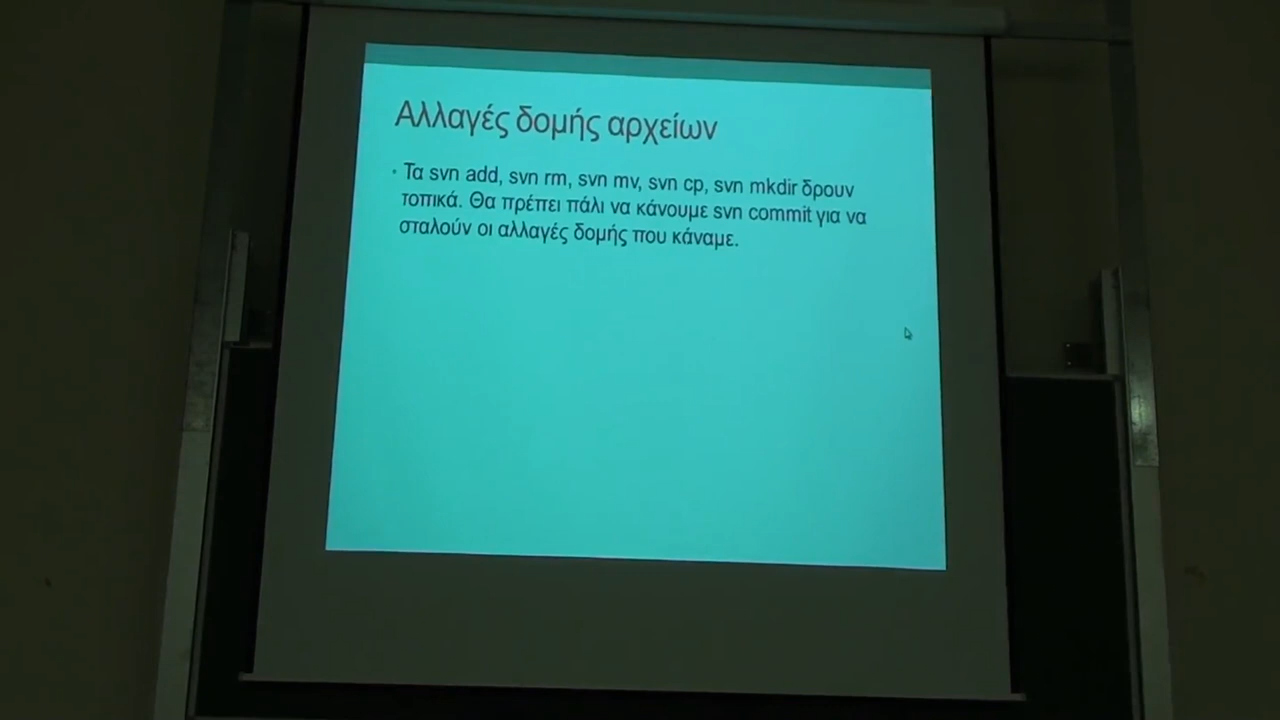 Αλλαγές δομής αρχείων
• Τα svn add, svn rm, svn mv, svn cp, svn mkdir δρουν
τοπικά. Θα πρέπει πάλι να κάνουμε svn commit για να
σταλούν οι αλλαγές δομής που κάναμε.